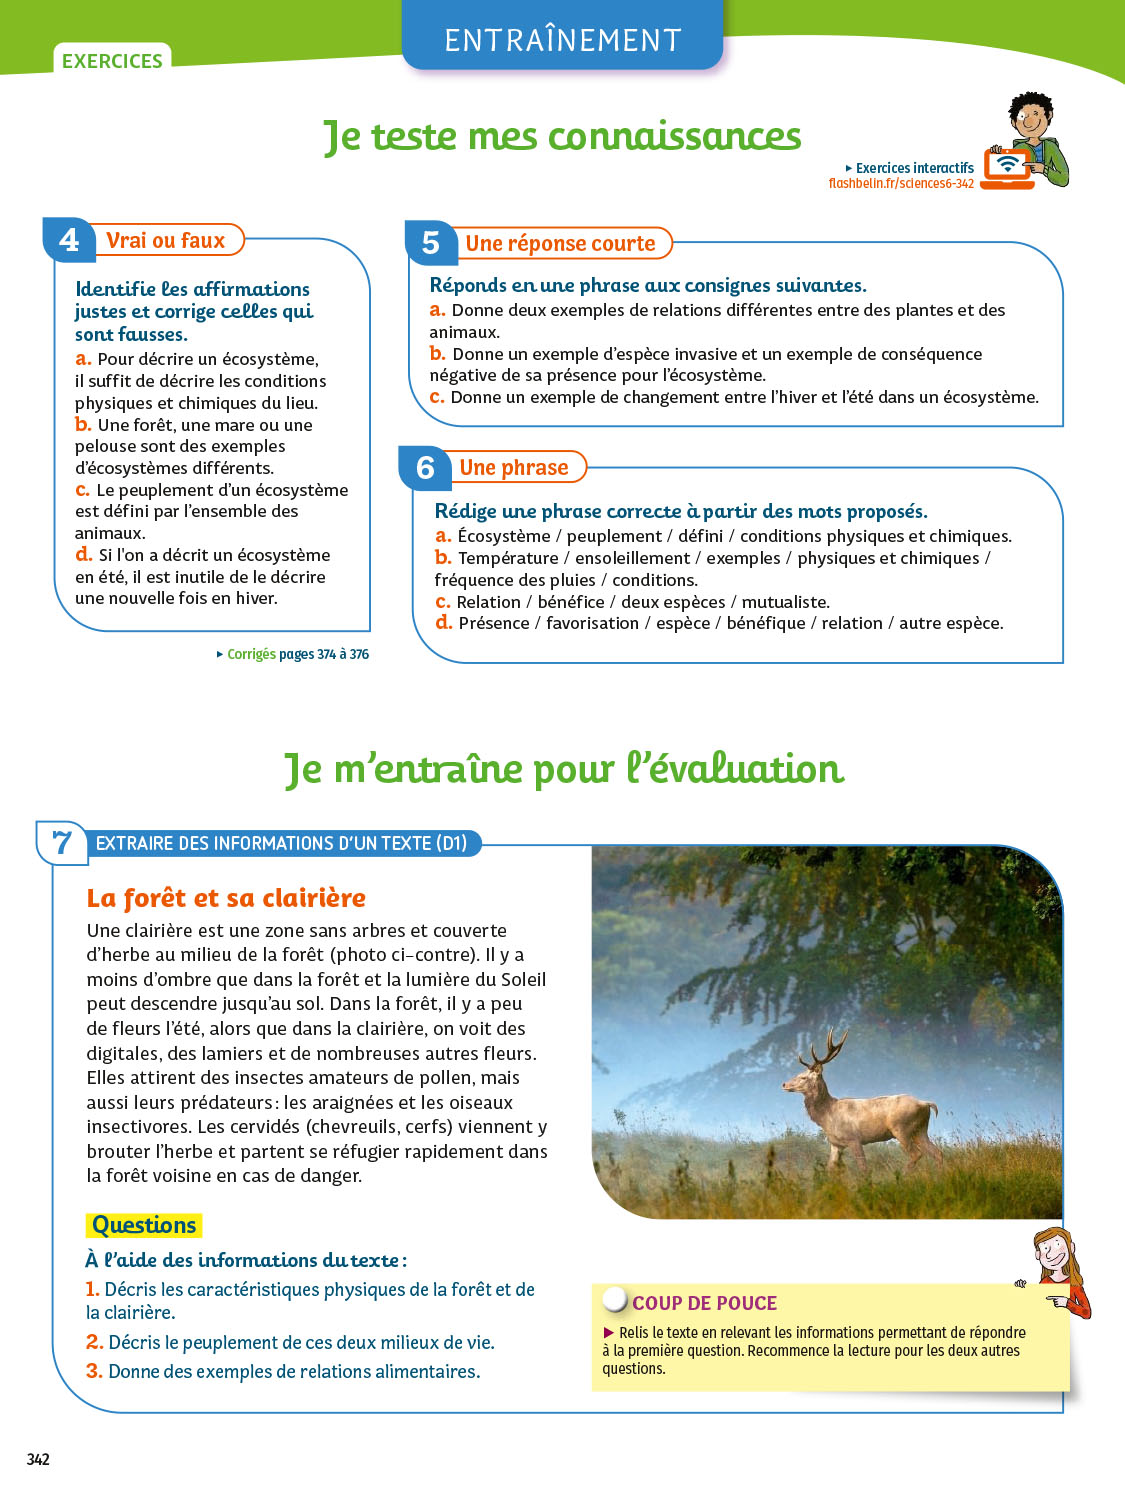 ENTRAÎNEMENT
EXERCICES
Je teste mes connaissances
▸ Exercices interactifs
flashbelin.fr/sciences6-342
4 Vrai ou faux
Identifie les affirmations
justes et corrige celles qui
sont fausses.
a. Pour décrire un écosystème,
il suffit de décrire les conditions
physiques et chimiques du lieu.
b. Une forêt, une mare ou une
pelouse sont des exemples
d'écosystèmes différents.
c. Le peuplement d'un écosystème
est défini par l'ensemble des
animaux.
d. Si l'on a décrit un écosystème
en été, il est inutile de le décrire
une nouvelle fois en hiver.
▸ Corrigés pages 374 à 376
5 Une réponse courte
Réponds en une phrase aux consignes suivantes.
a. Donne deux exemples de relations différentes entre des plantes et des
animaux.
b. Donne un exemple d'espèce invasive et un exemple de conséquence
négative de sa présence pour l'écosystème.
c. Donne un exemple de changement entre l'hiver et l'été dans un écosystème.
6 Une phrase
Rédige une phrase correcte à partir des mots proposés.
a. Écosystème / peuplement / défini / conditions physiques et chimiques.
b. Température / ensoleillement / exemples / physiques et chimiques /
fréquence des pluies / conditions.
c. Relation / bénéfice / deux espèces / mutualiste.
d. Présence / favorisation / espèce / bénéfique / relation / autre espèce.
Je m'entraîne pour l'évaluation
7 EXTRAIRE DES INFORMATIONS D'UN TEXTE (D1)
La forêt et sa clairière
Une clairière est une zone sans arbres et couverte
d'herbe au milieu de la forêt (photo ci-contre). Il y a
moins d'ombre que dans la forêt et la lumière du Soleil
peut descendre jusqu'au sol. Dans la forêt, il y a peu
de fleurs l'été, alors que dans la clairière, on voit des
digitales, des lamiers et de nombreuses autres fleurs.
Elles attirent des insectes amateurs de pollen, mais
aussi leurs prédateurs : les araignées et les oiseaux
insectivores. Les cervidés (chevreuils, cerfs) viennent y
brouter l'herbe et partent se réfugier rapidement dans
la forêt voisine en cas de danger.
Questions
À l'aide des informations du texte :
1. Décris les caractéristiques physiques de la forêt et de
la clairière.
2. Décris le peuplement de ces deux milieux de vie.
3. Donne des exemples de relations alimentaires.
COUP DE POUCE
▶ Relis le texte en relevant les informations permettant de répondre
à la première question. Recommence la lecture pour les deux autres
questions.
342